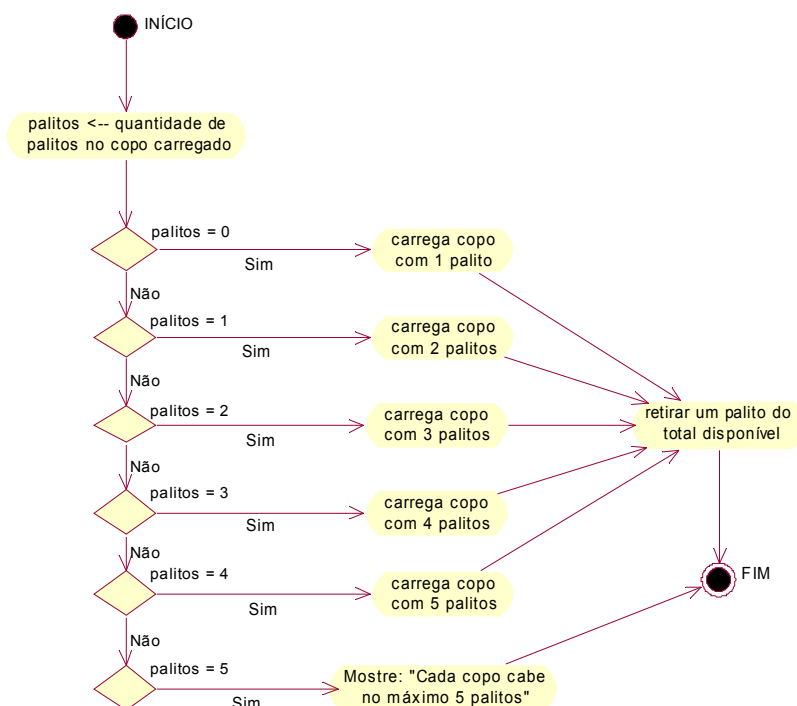 INÍCIO
palitos <-- quantidade de
palitos no copo carregado
palitos = 0
Sim
carrega copo
com 1 palito
Não
palitos = 1
Sim
carrega copo
com 2 palitos
Não
palitos = 2
Sim
carrega copo
com 3 palitos
retirar um palito do
total disponível
Não
palitos = 3
Sim
carrega copo
com 4 palitos
Não
palitos = 4
Sim
carrega copo
com 5 palitos
FIM
Não
palitos = 5
Sim
Mostre: "Cada copo cabe
no máximo 5 palitos"